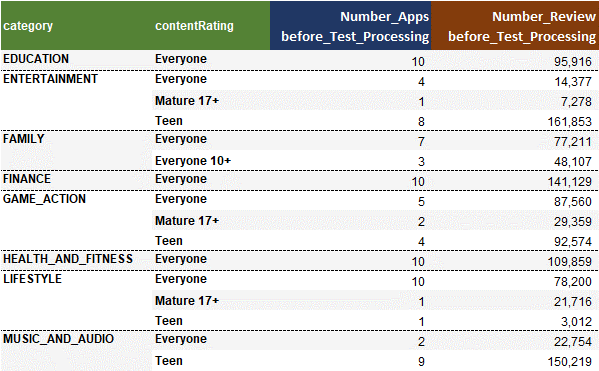 category contentRating Number_Apps before_Test_Processing Number_Review before_Test_Processing
EDUCATION Everyone 10 95,916
ENTERTAINMENT Everyone 4 14,377
Mature 17+ 1 7,278
Teen 8 161,853
FAMILY Everyone 7 77,211
Everyone 10+ 3 48,107
FINANCE Everyone 10 141,129
GAME_ACTION Everyone 5 87,560
Mature 17+ 2 29,359
Teen 4 92,574
HEALTH_AND_FITNESS Everyone 10 109,859
LIFESTYLE Everyone 10 78,200
Mature 17+ 1 21,716
Teen 1 3,012
MUSIC_AND_AUDIO Everyone 2 22,754
Teen 9 150,219